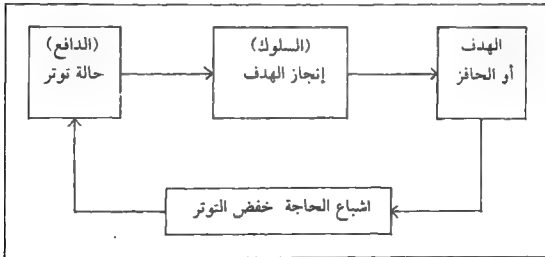 (الدافع)
حالة توتر
(السلوك)
إنجاز الهدف
الهدف
أو الحافز
اشباع الحاجة خفض التوتر